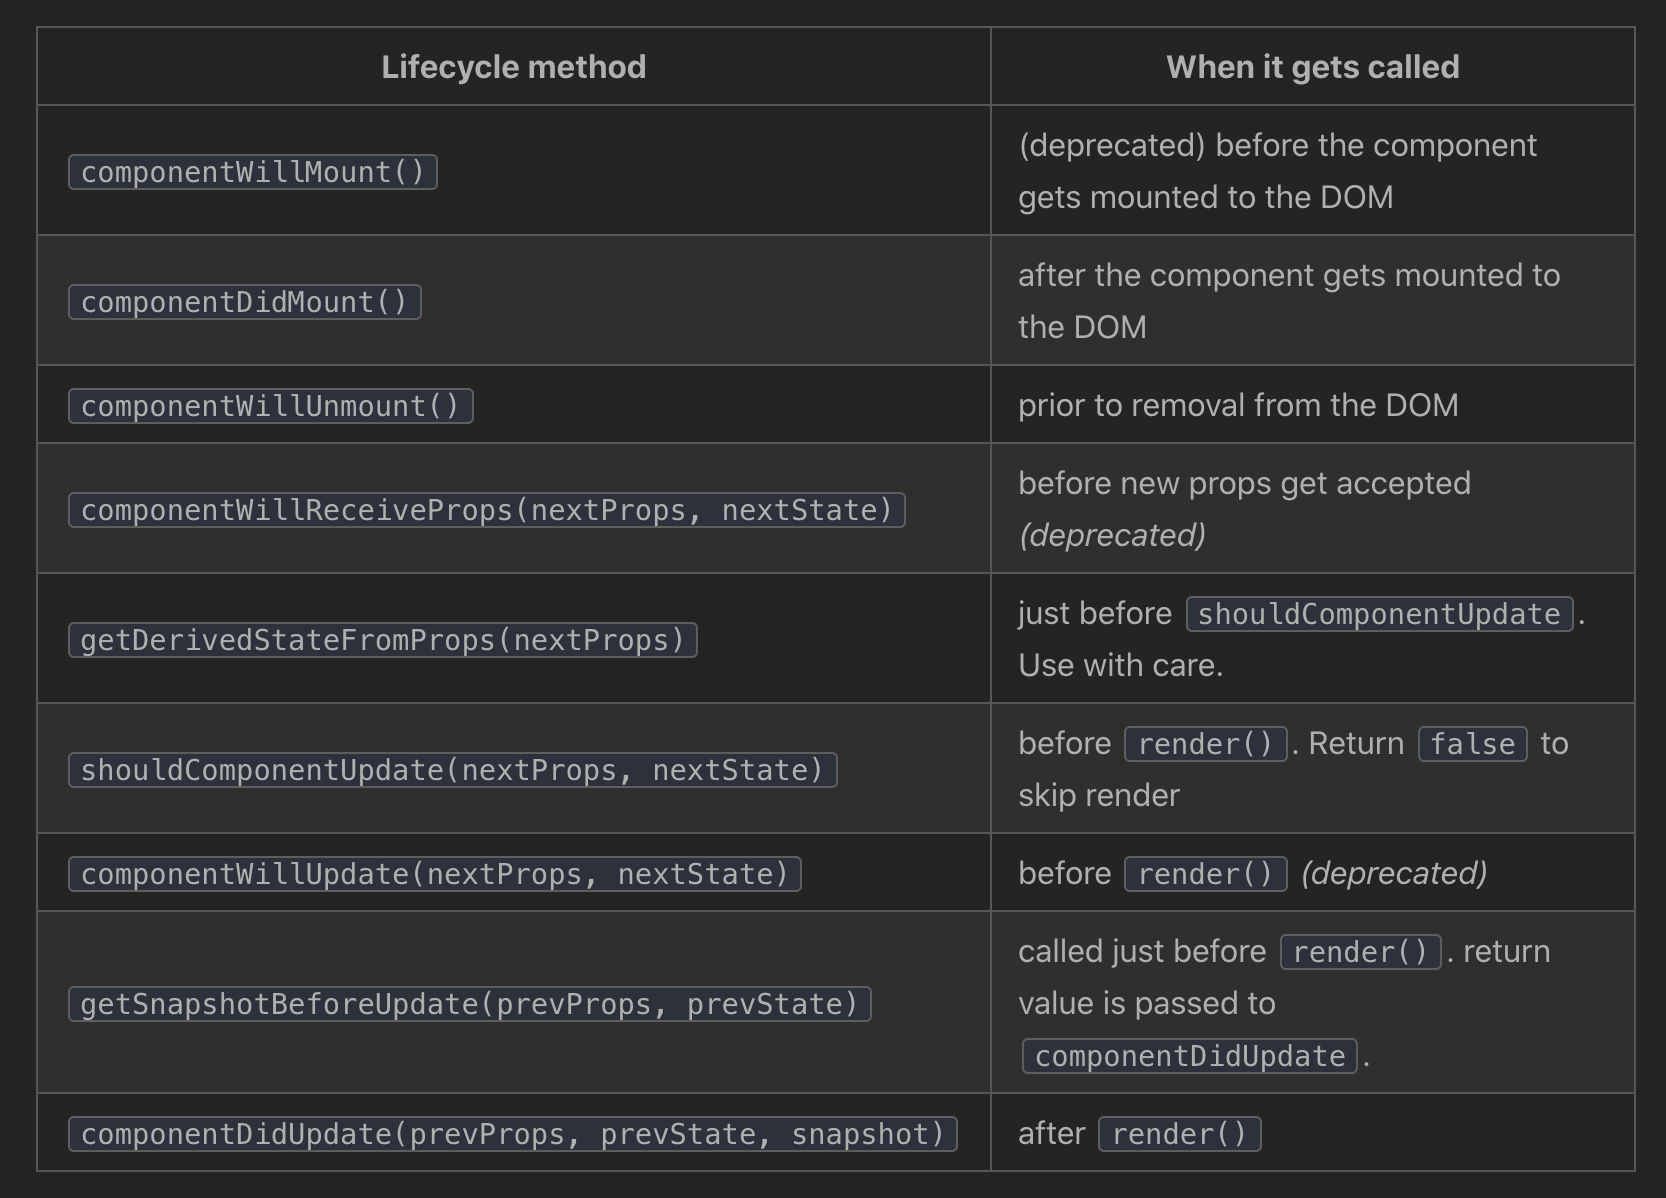 Lifecycle method When it gets called
componentWillMount() (deprecated) before the component
gets mounted to the DOM
componentDidMount() after the component gets mounted to
the DOM
componentWillUnmount() prior to removal from the DOM
componentWillReceiveProps(nextProps, nextState) before new props get accepted
(deprecated)
getDerivedStateFromProps(nextProps) just before shouldComponentUpdate.
Use with care.
shouldComponentUpdate(nextProps, nextState) before render(). Return false to
skip render
componentWillUpdate(nextProps, nextState) before render() (deprecated)
getSnapshotBeforeUpdate(prevProps, prevState) called just before render(). return
value is passed to
componentDidUpdate.
componentDidUpdate(prevProps, prevState, snapshot) after render()